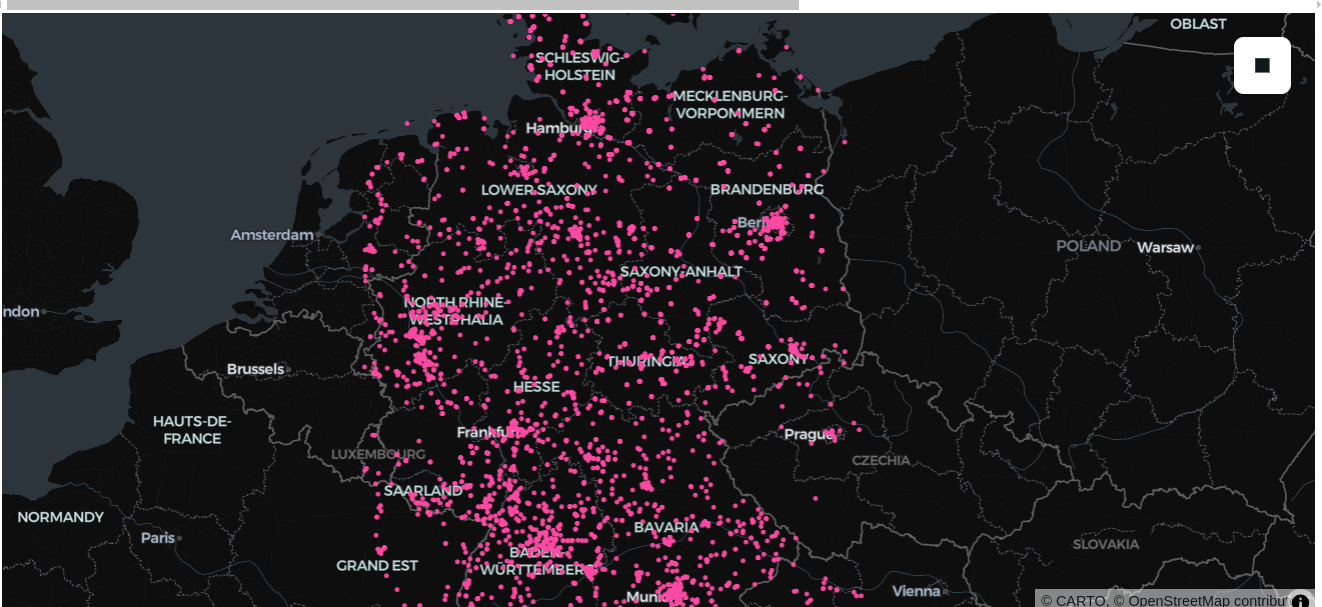 OBLAST
SCHLESWIG-
HOLSTEIN
MECKLENBURG-
VORPOMMERN
Hamburg
LOWER SAXONY
BRANDENBURG
Amsterdam
Berlin
POLAND
Warsaw
SAXONY-ANHALT
NORTH RHINE-
WESTPHALIA
ndon
THURINGIA
SAXONY
Brussels
HESSE
HAUTS-DE-
FRANCE
Frankfurt
Prague
LUXEMBOURG
CZECHIA
SAARLAND
NORMANDY
BAVARIA
Paris
SLOVAKIA
BADEN-
WÜRTTEMBERG
GRAND EST
Munich
Vienna
© CARTO, © OpenStreetMap contribut